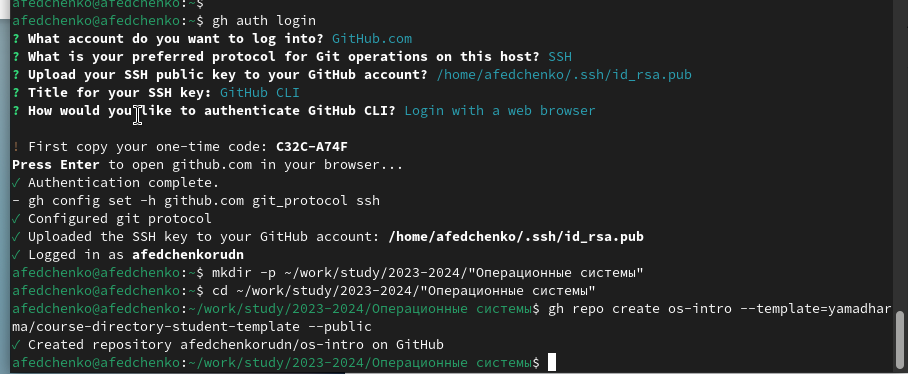 afedchenko@afedchenko:~$
afedchenko@afedchenko:~$ gh auth login
? What account do you want to log into? GitHub.com
? What is your preferred protocol for Git operations on this host? SSH
? Upload your SSH public key to your GitHub account? /home/afedchenko/.ssh/id_rsa.pub
? Title for your SSH key: GitHub CLI
? How would you like to authenticate GitHub CLI? Login with a web browser
! First copy your one-time code: C32C-A74F
Press Enter to open github.com in your browser...
✓ Authentication complete.
- gh config set -h github.com git_protocol ssh
✓ Configured git protocol
✓ Uploaded the SSH key to your GitHub account: /home/afedchenko/.ssh/id_rsa.pub
✓ Logged in as afedchenkorudn
afedchenko@afedchenko:~$ mkdir -p ~/work/study/2023-2024/"Операционные системы"
afedchenko@afedchenko:~$ cd ~/work/study/2023-2024/"Операционные системы"
afedchenko@afedchenko:~/work/study/2023-2024/Операционные системы$ gh repo create os-intro --template=yamadhar
ma/course-directory-student-template --public
✓ Created repository afedchenkorudn/os-intro on GitHub
afedchenko@afedchenko:~/work/study/2023-2024/Операционные системы$